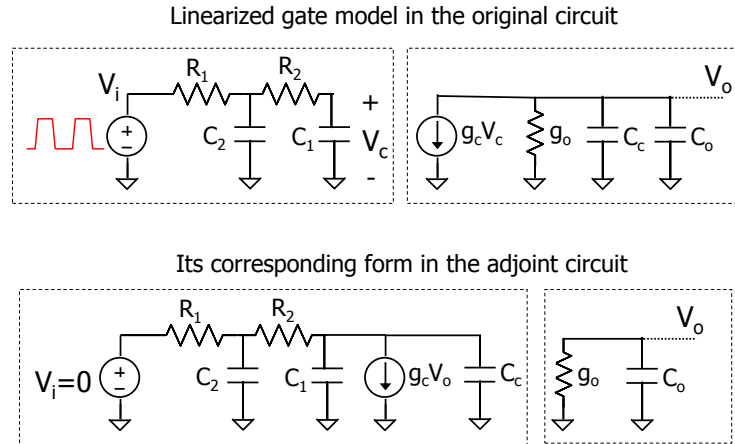 Linearized gate model in the original circuit
V_i
R_1
R_2
+
-
C_2
C_1
+
V_c
-
g_cV_c
g_o
C_c
C_o
V_o
Its corresponding form in the adjoint circuit
R_1
R_2
V_i=0
+
-
C_2
C_1
g_cV_o
C_c
V_o
g_o
C_o